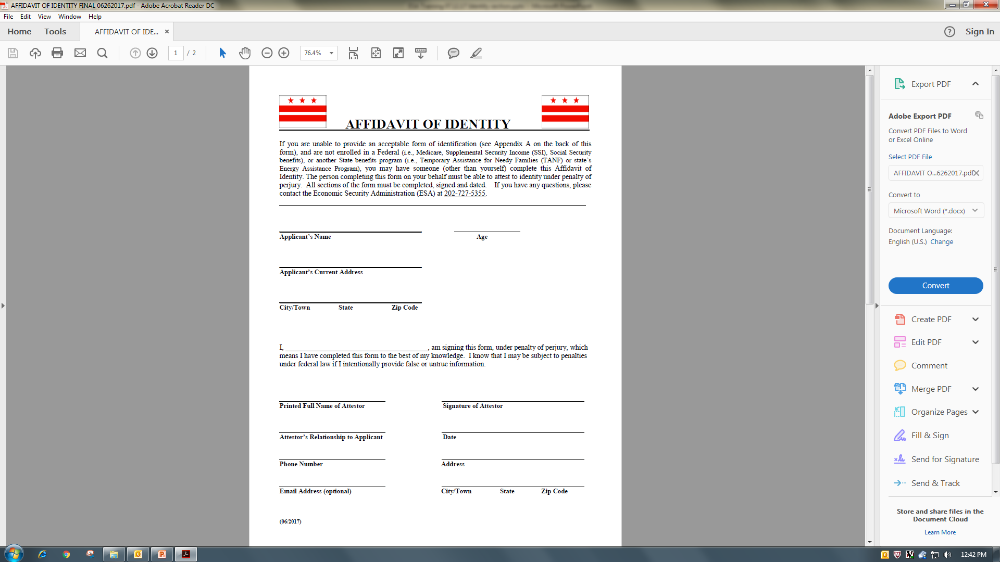 AFFIDAVIT OF IDENTITY FINAL 06262017.pdf - Adobe Acrobat Reader DC
File Edit View Window Help
Home Tools AFFIDAVIT OF IDE... × Sign In
1 / 2 76.4%
AFFIDAVIT OF IDENTITY
If you are unable to provide an acceptable form of identification (see Appendix A on the back of this
form), and are not enrolled in a Federal (i.e., Medicare, Supplemental Security Income (SSI), Social Security
benefits), or another State benefits program (i.e., Temporary Assistance for Needy Families (TANF) or state's
Energy Assistance Program), you may have someone (other than yourself) complete this Affidavit of
Identity. The person completing this form on your behalf must be able to attest to identity under penalty of
perjury. All sections of the form must be completed, signed and dated. If you have any questions, please
contact the Economic Security Administration (ESA) at 202-727-5355.
Applicant's Name Age
Applicant's Current Address
City/Town State Zip Code
I, ______________________________________, am signing this form, under penalty of perjury, which
means I have completed this form to the best of my knowledge. I know that I may be subject to penalties
under federal law if I intentionally provide false or untrue information.
Printed Full Name of Attestor Signature of Attestor
Attestor's Relationship to Applicant Date
Phone Number Address
Email Address (optional) City/Town State Zip Code
(06/2017)
Export PDF
Adobe Export PDF
Convert PDF Files to Word
or Excel Online
Select PDF File
AFFIDAVIT O...6262017.pdf
Convert to
Microsoft Word (*.docx)
Document Language:
English (U.S.) Change
Convert
Create PDF
Edit PDF
Comment
Merge PDF
Organize Pages
Fill & Sign
Send for Signature
Send & Track
Store and share files in the
Document Cloud
Learn More
12:42 PM